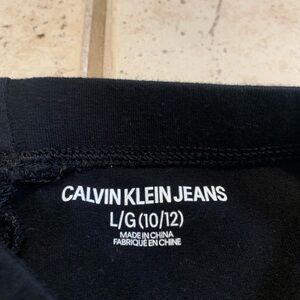 CALVIN KLEIN JEANS
L/G (10/12)
MADE IN CHINA
FABRIQUÉ EN CHINE